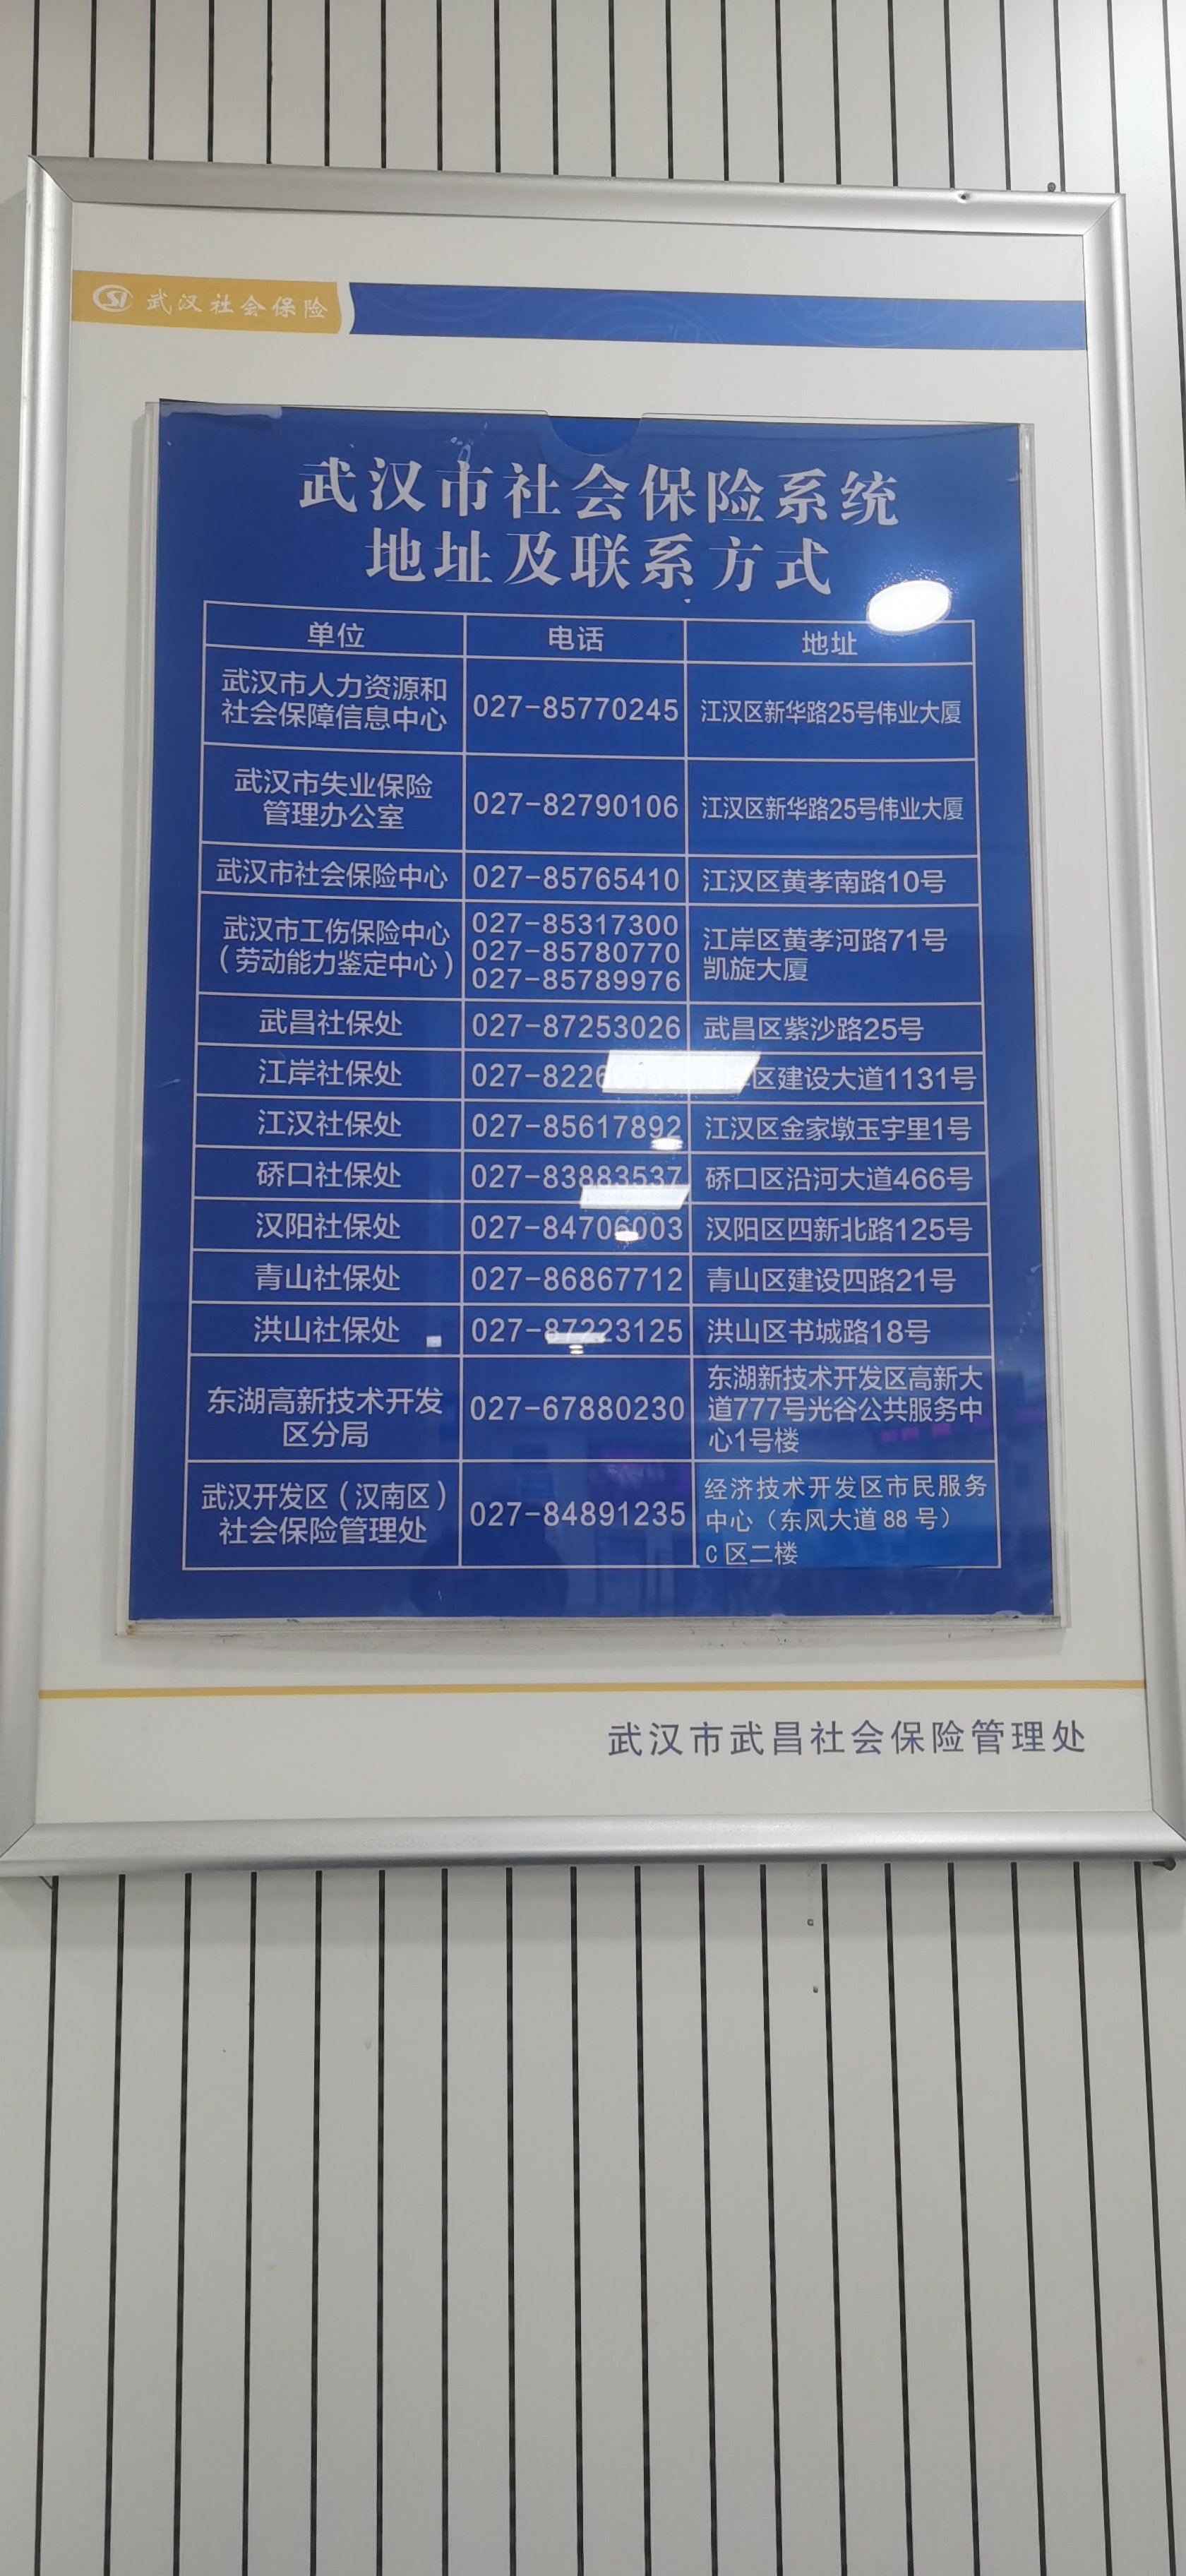 武汉社会保险
武汉市社会保险系统
地址及联系方式
单位 电话 地址
武汉市人力资源和
社会保障信息中心
027-85770245
江汉区新华路25号伟业大厦
武汉市失业保险
管理办公室
027-82790106
江汉区新华路25号伟业大厦
武汉市社会保险中心 027-85765410 江汉区黄孝南路10号
武汉市工伤保险中心
（劳动能力鉴定中心）
027-85317300
027-85780770
027-85789976
江岸区黄孝河路71号
凯旋大厦
武昌社保处 027-87253026 武昌区紫沙路25号
江岸社保处 区建设大道1131号
江汉社保处 027-85617892 江汉区金家墩玉宇里1号
硚口社保处 027-83883537 硚口区沿河大道466号
汉阳社保处 027-84706003 汉阳区四新北路125号
青山社保处 027-86867712 青山区建设四路21号
洪山社保处 027-87223125 洪山区书城路18号
东湖高新技术开发
区分局
027-67880230
东湖新技术开发区高新大
道777号光谷公共服务中
心1号楼
武汉开发区（汉南区）
社会保险管理处
027-84891235
经济技术开发区市民服务
中心（东风大道88号）
C区二楼
武汉市武昌社会保险管理处